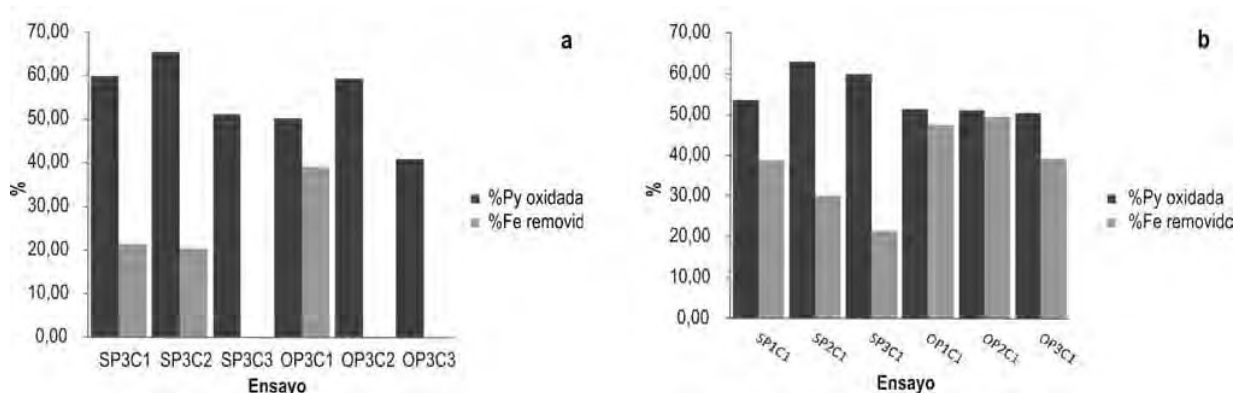 a
70,00
60,00
50,00
40,00
30,00
20,00
10,00
0,00
%
SP3C1 SP3C2 SP3C3 OP3C1 OP3C2 OP3C3
Ensayo
%Py oxidada
%Fe removid
b
70,00
60,00
50,00
40,00
30,00
20,00
10,00
0,00
%
SP1C1 SP2C1 SP3C1 OP1C1 OP2C1 OP3C1
Ensayo
%Py oxidada
%Fe removido